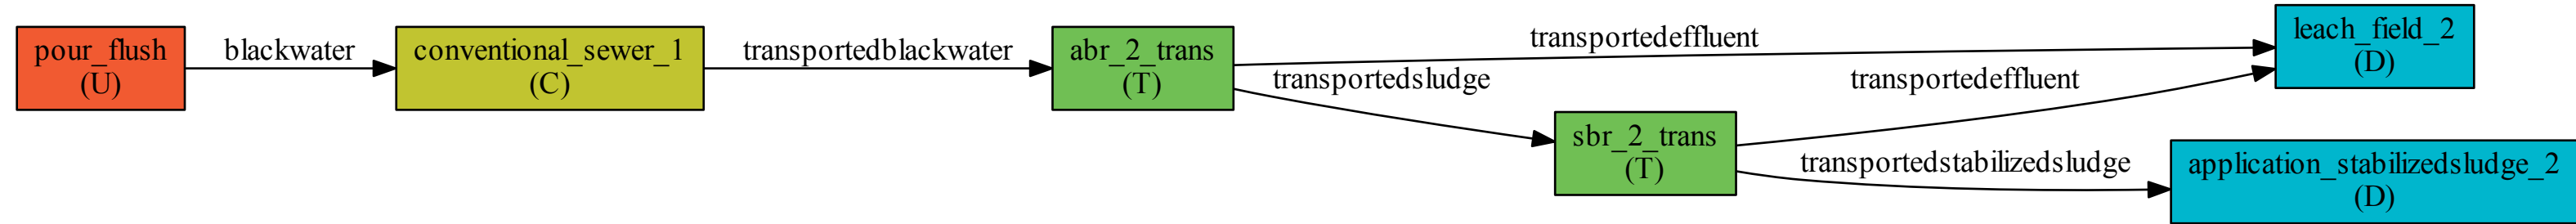 pour_flush
(U)
blackwater
conventional_sewer_1
(C)
transportedblackwater
abr_2_trans
(T)
transportedeffluent
transportedsludge
sbr_2_trans
(T)
transportedeffluent
transportedstabilizedsludge
leach_field_2
(D)
application_stabilizedsludge_2
(D)